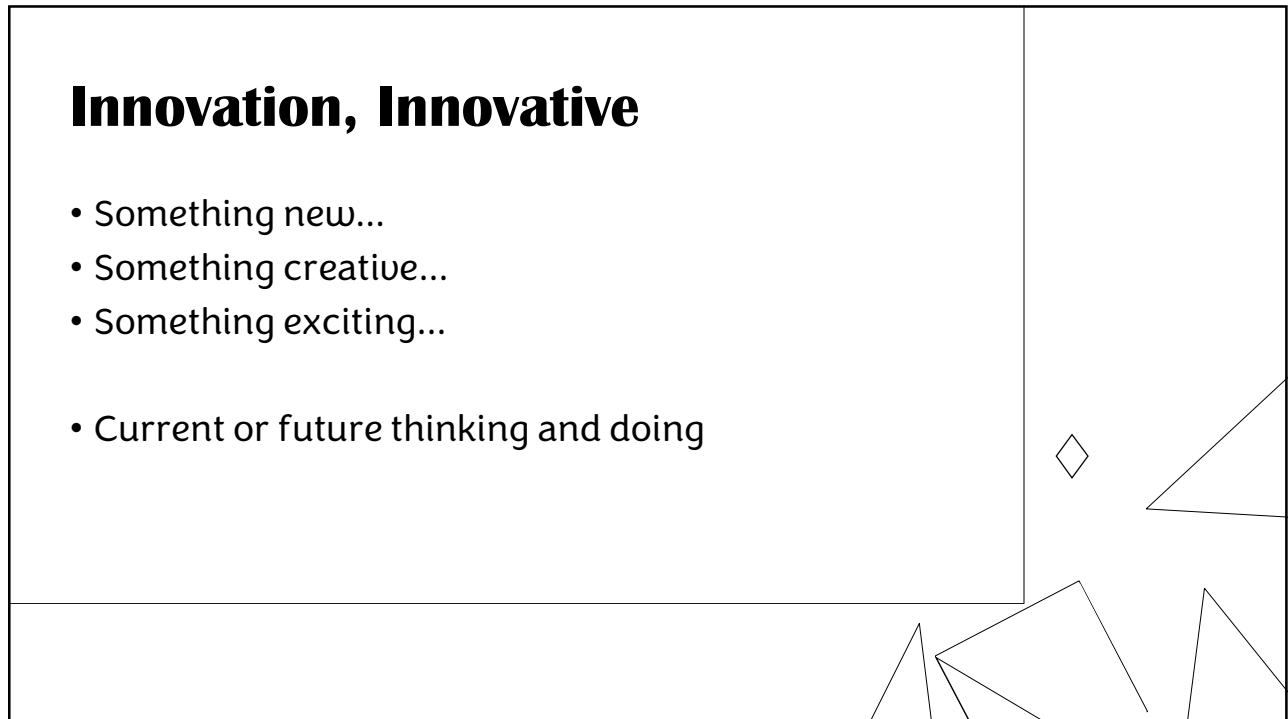 Innovation, Innovative
• Something new...
• Something creative...
• Something exciting...
• Current or future thinking and doing